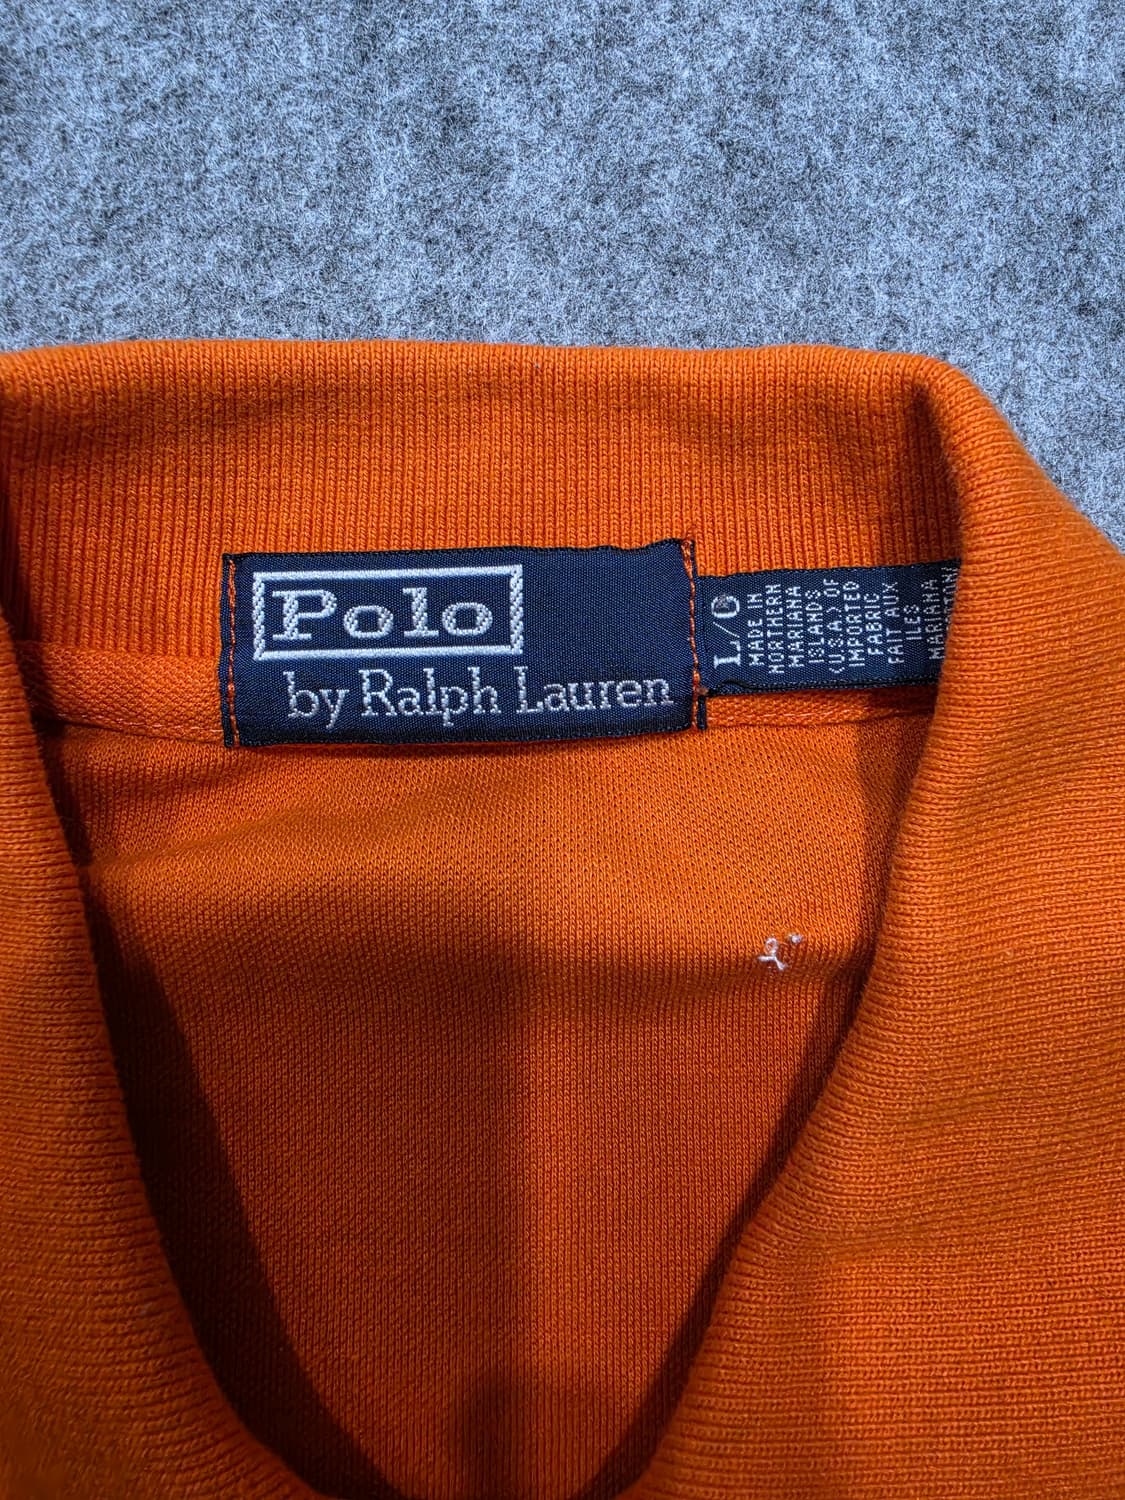 Polo
by Ralph Lauren
L/G
MADE IN
NORTHERN
MARIANA
ISLANDS
(U.S.A.) OF
IMPORTED
FABRIC
FAIT AUX
ILES
MARIANA